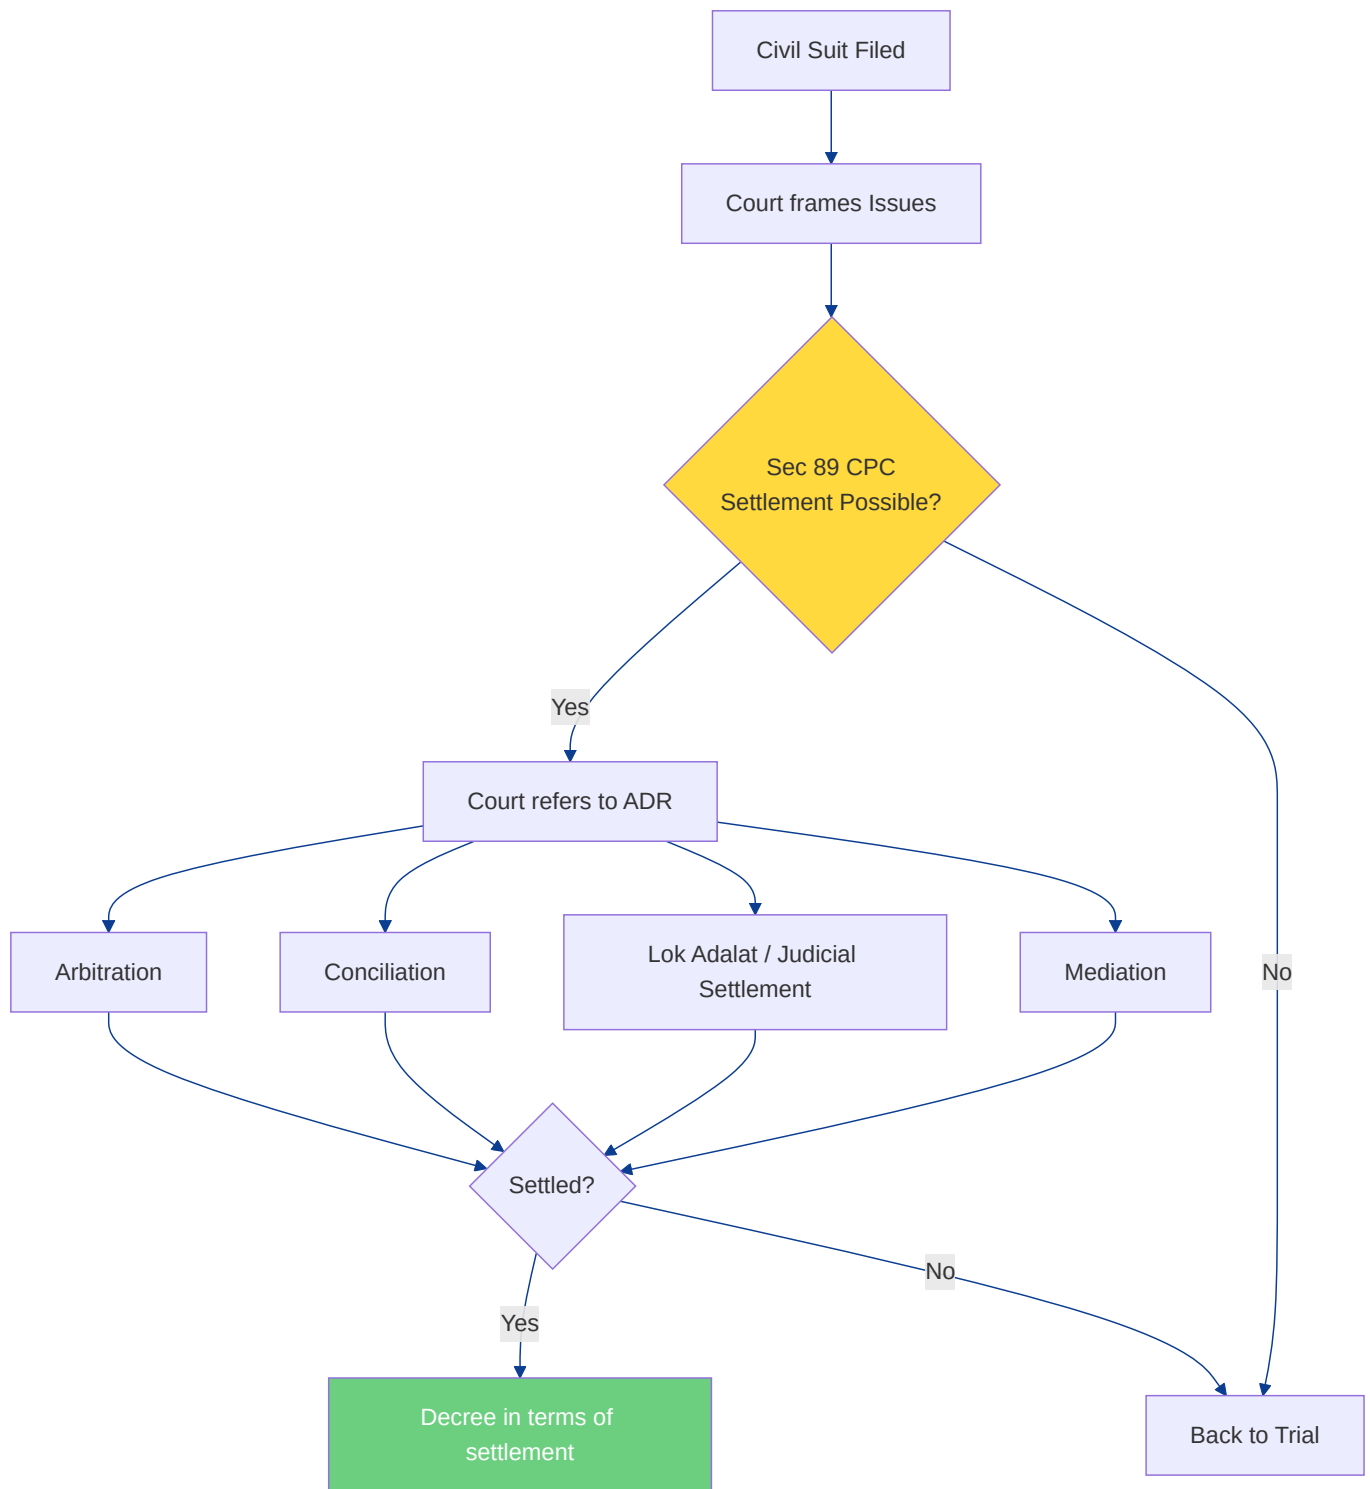 Civil Suit Filed
Court frames Issues
Sec 89 CPC
Settlement Possible?
Yes
Court refers to ADR
Arbitration
Conciliation
Lok Adalat / Judicial
Settlement
Mediation
No
Settled?
No
Yes
Decree in terms of
settlement
Back to Trial